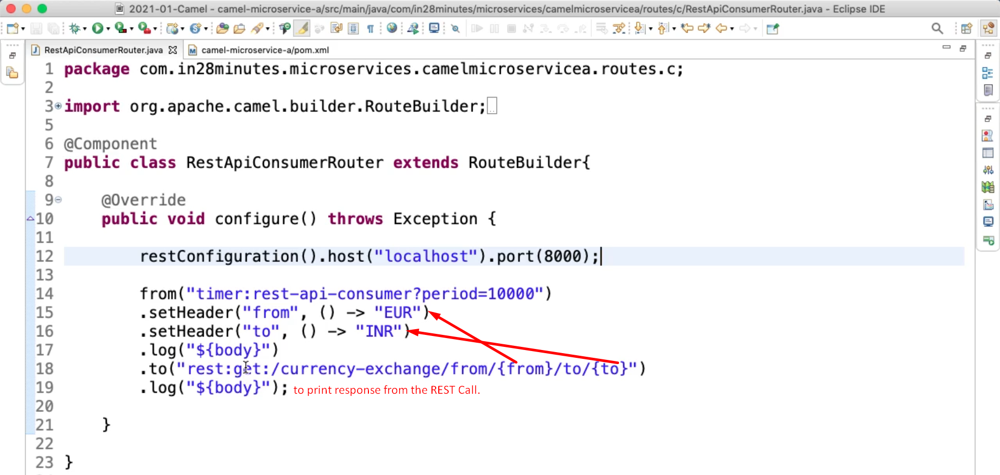 2021-01-Camel - camel-microservice-a/src/main/java/com/in28minutes/microservices/camelmicroservicea/routes/c/RestApiConsumerRouter.java - Eclipse IDE
RestApiConsumerRouter.java camel-microservice-a/pom.xml
1 package com.in28minutes.microservices.camelmicroservicea.routes.c;
2
3 import org.apache.camel.builder.RouteBuilder;
5
6 @Component
7 public class RestApiConsumerRouter extends RouteBuilder{
8
9 @Override
10 public void configure() throws Exception {
11
12 restConfiguration().host("localhost").port(8000);
13
14 from("timer:rest-api-consumer?period=10000")
15 .setHeader("from", () -> "EUR")
16 .setHeader("to", () -> "INR")
17 .log("${body}")
18 .to("rest:get:/currency-exchange/from/{from}/to/{to}")
19 .log("${body}"); to print response from the REST Call.
20
21 }
22
23 }